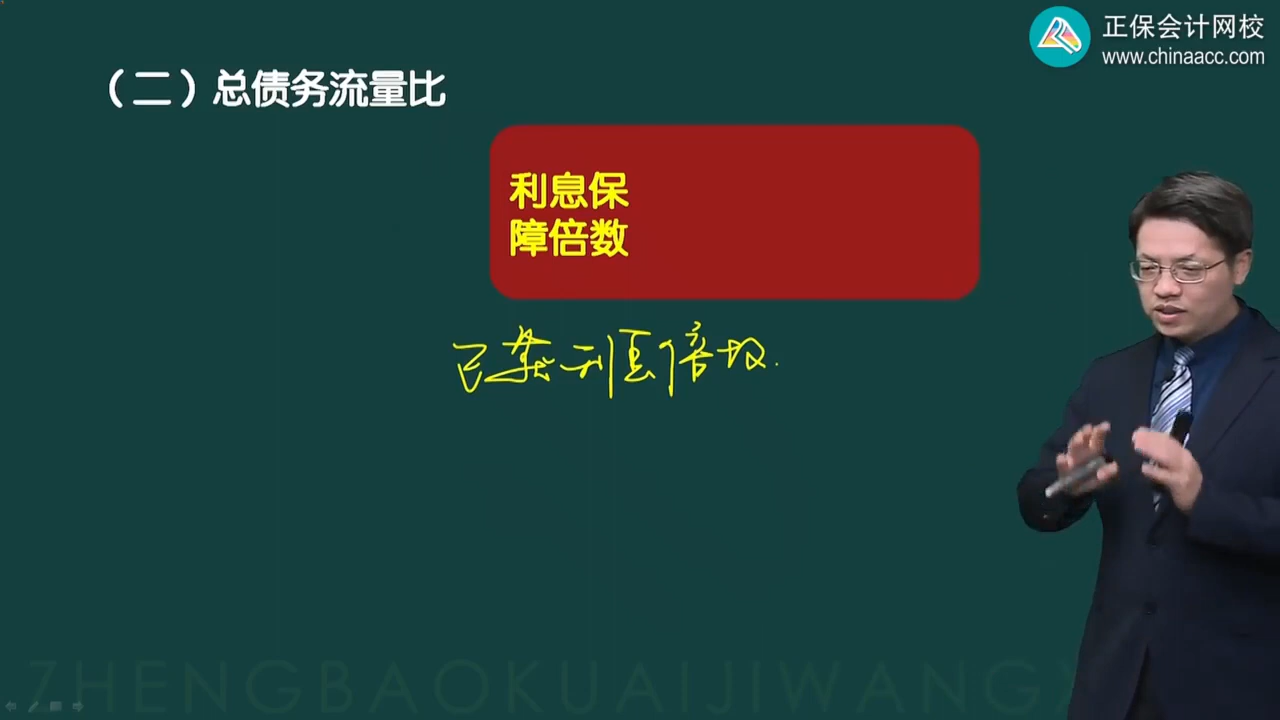 正保会计网校
www.chinaacc.com
（二）总债务流量比
利息保
障倍数
已获利息倍数.
ZHENGBAOKUAIJIWANGX